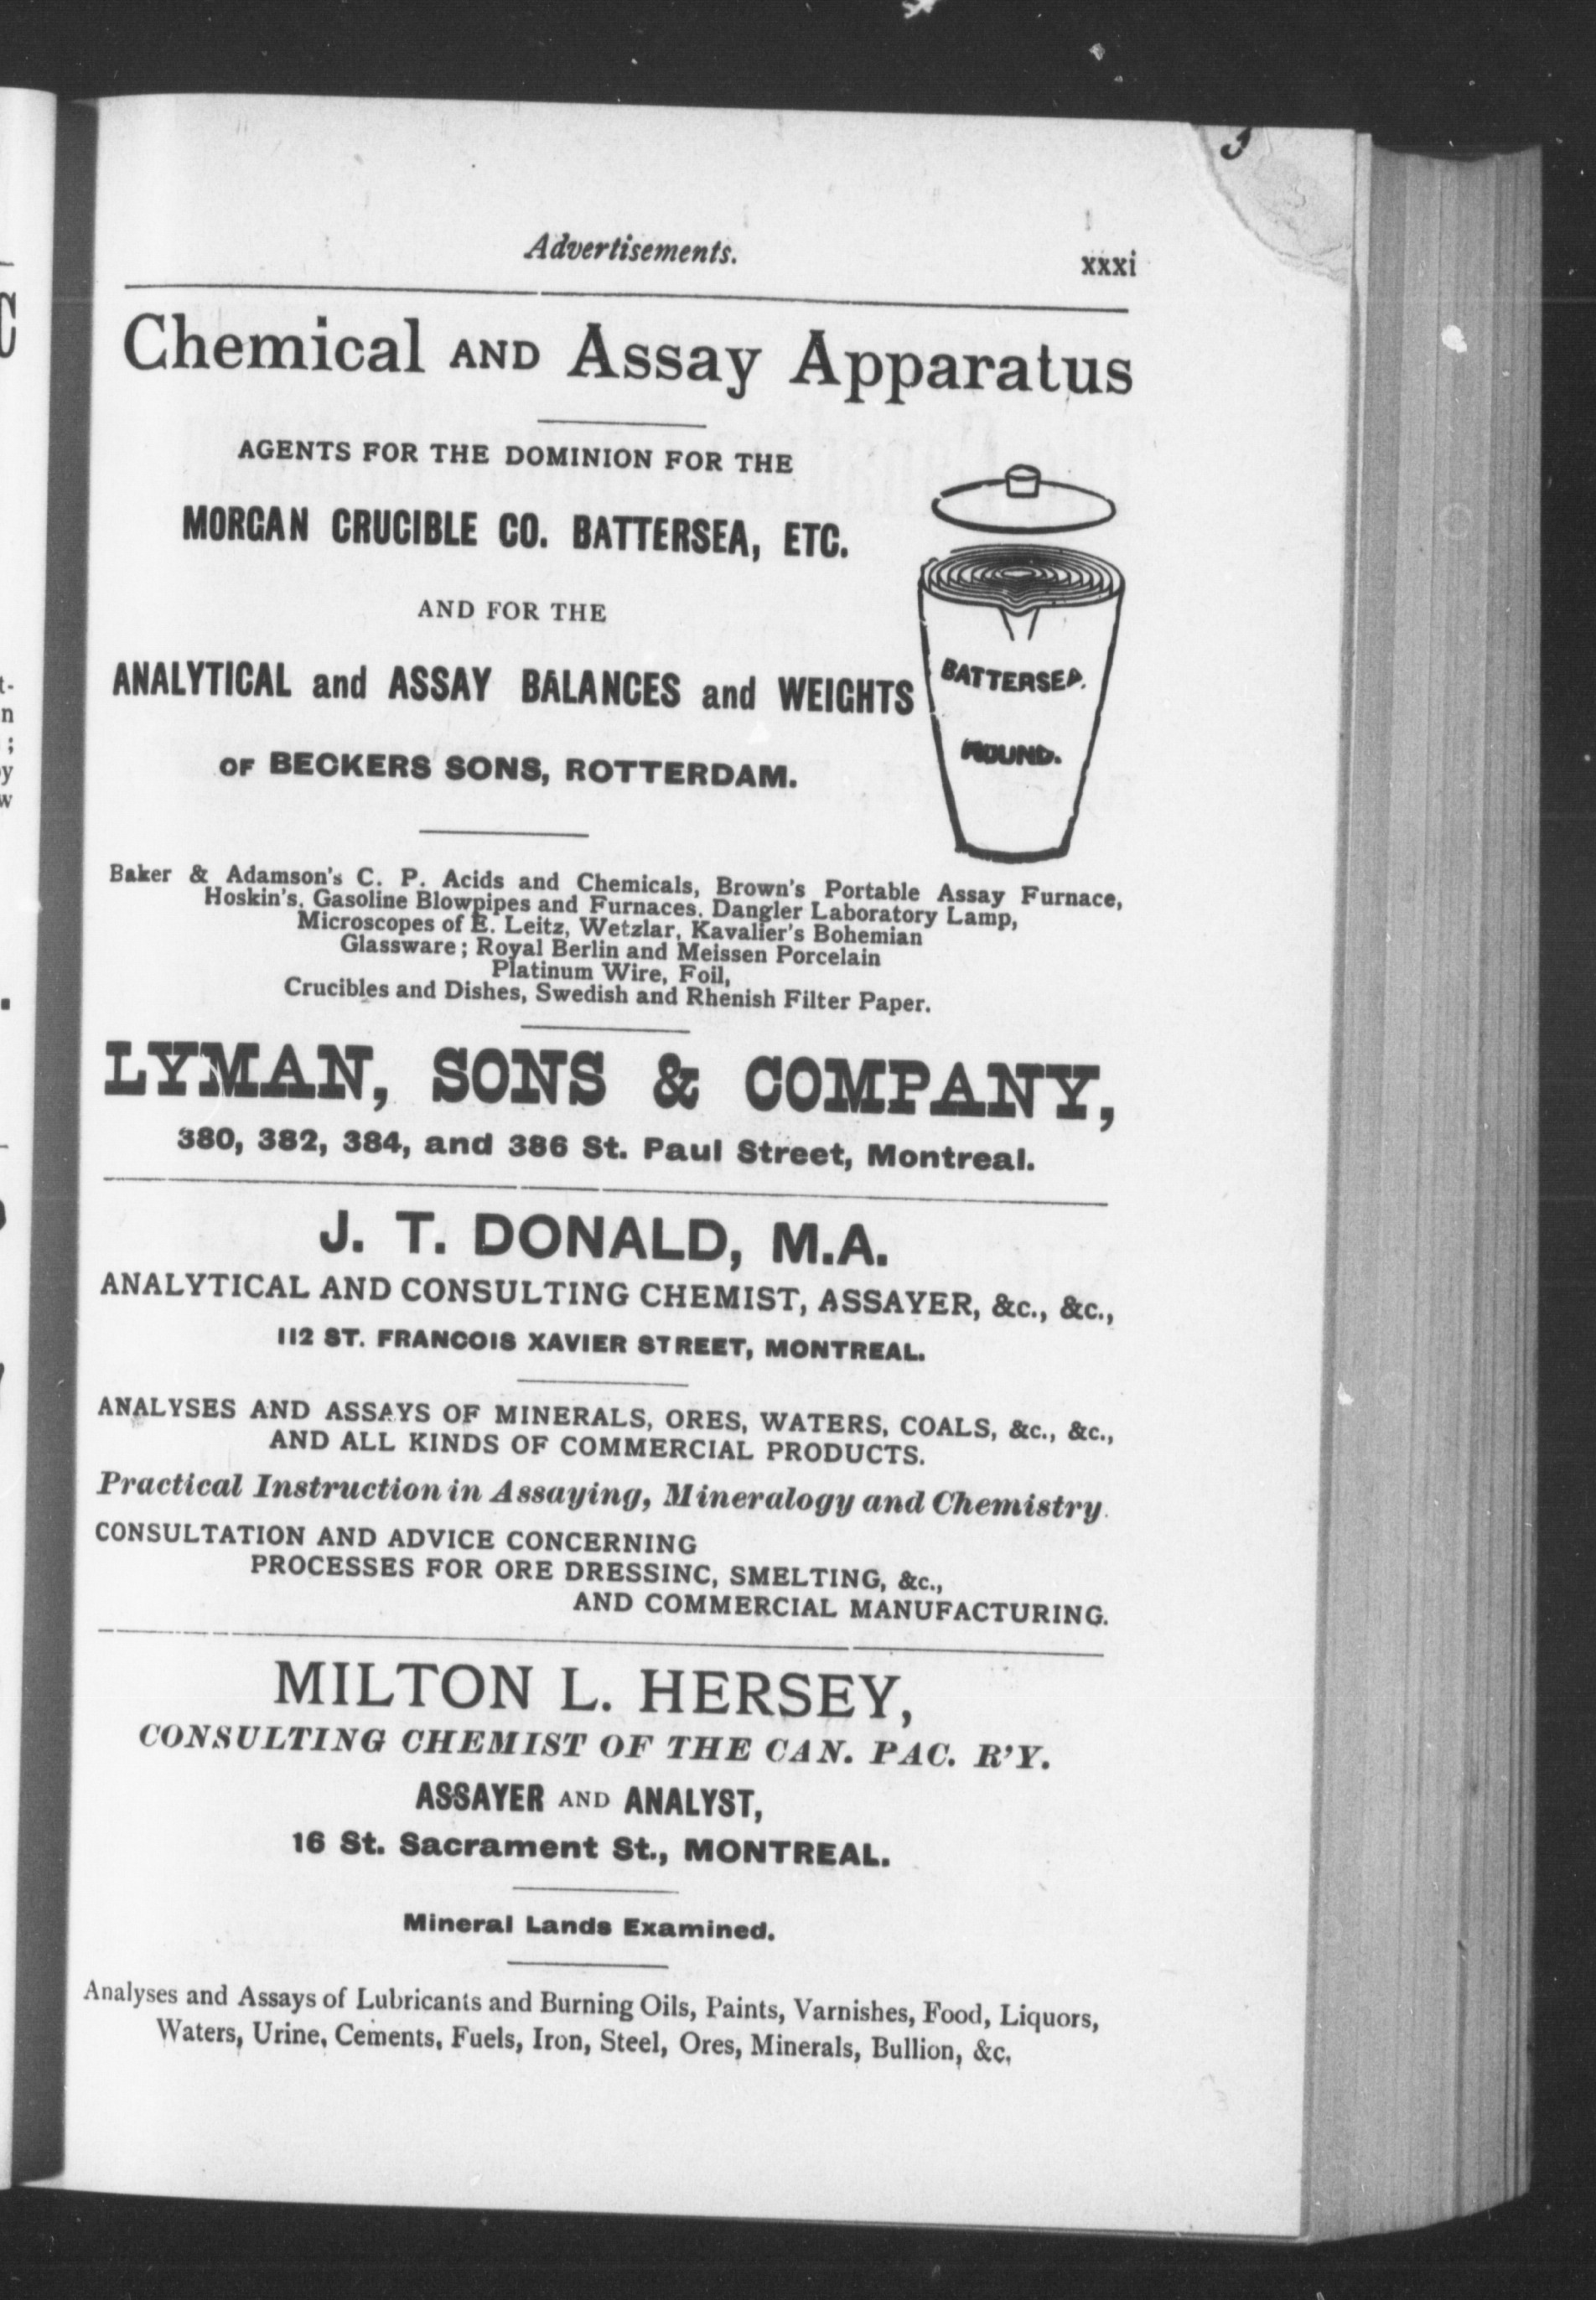 Advertisements.
xxxi
Chemical AND Assay Apparatus
AGENTS FOR THE DOMINION FOR THE
MORGAN CRUCIBLE CO. BATTERSEA, ETC.
AND FOR THE
ANALYTICAL and ASSAY BALANCES and WEIGHTS
OF BECKERS SONS, ROTTERDAM.
BATTERSEA.
ROUND.
Baker & Adamson's C. P. Acids and Chemicals, Brown's Portable Assay Furnace,
Hoskin's, Gasoline Blowpipes and Furnaces. Dangler Laboratory Lamp,
Microscopes of E. Leitz, Wetzlar, Kavalier's Bohemian
Glassware; Royal Berlin and Meissen Porcelain
Platinum Wire, Foil,
Crucibles and Dishes, Swedish and Rhenish Filter Paper.
LYMAN, SONS & COMPANY,
380, 382, 384, and 386 St. Paul Street, Montreal.
J. T. DONALD, M.A.
ANALYTICAL AND CONSULTING CHEMIST, ASSAYER, &c., &c.,
112 ST. FRANCOIS XAVIER STREET, MONTREAL.
ANALYSES AND ASSAYS OF MINERALS, ORES, WATERS, COALS, &c., &c.,
AND ALL KINDS OF COMMERCIAL PRODUCTS.
Practical Instruction in Assaying, Mineralogy and Chemistry.
CONSULTATION AND ADVICE CONCERNING
PROCESSES FOR ORE DRESSINC, SMELTING, &c.,
AND COMMERCIAL MANUFACTURING.
MILTON L. HERSEY,
CONSULTING CHEMIST OF THE CAN. PAC. R'Y.
ASSAYER AND ANALYST,
16 St. Sacrament St., MONTREAL.
Mineral Lands Examined.
Analyses and Assays of Lubricants and Burning Oils, Paints, Varnishes, Food, Liquors,
Waters, Urine, Cements, Fuels, Iron, Steel, Ores, Minerals, Bullion, &c,